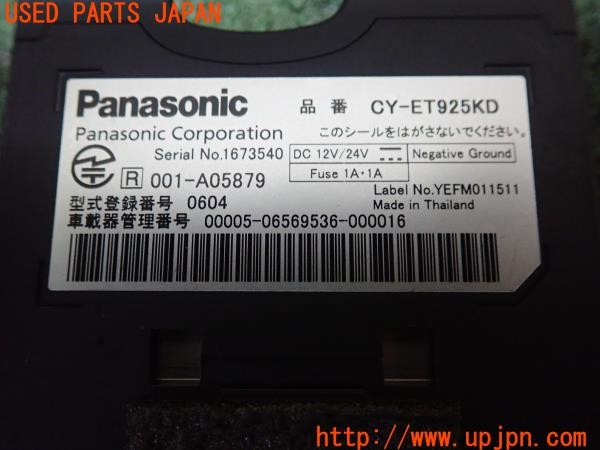 USED PARTS JAPAN
Panasonic 品番 CY-ET925KD
Panasonic Corporation このシールをはがさないでください。
Serial No.1673540 DC 12V/24V Negative Ground
Fuse 1A・1A
R 001-A05879 Label No.YEFM011511
型式登録番号 0604 Made in Thailand
車載器管理番号 00005-06569536-000016
UPJ
http://www.upjpn.com/